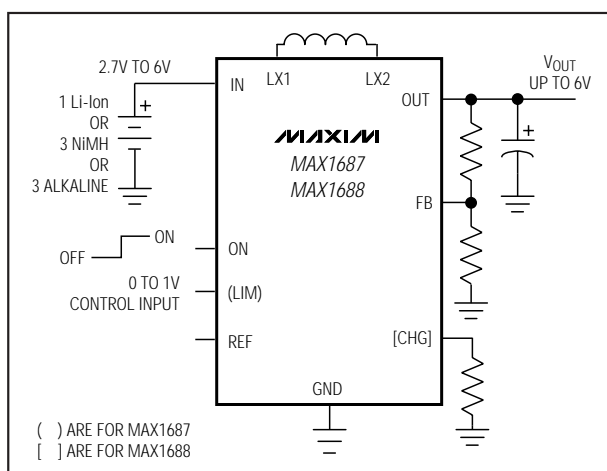 2.7V TO 6V
1 Li-Ion
OR
3 NiMH
OR
3 ALKALINE
+
OFF
ON
0 TO 1V
CONTROL INPUT
LX1
LX2
IN
OUT
MAXIM
MAX1687
MAX1688
FB
ON
(LIM)
REF
[CHG]
GND
VOUT
UP TO 6V
+
( ) ARE FOR MAX1687
[ ] ARE FOR MAX1688